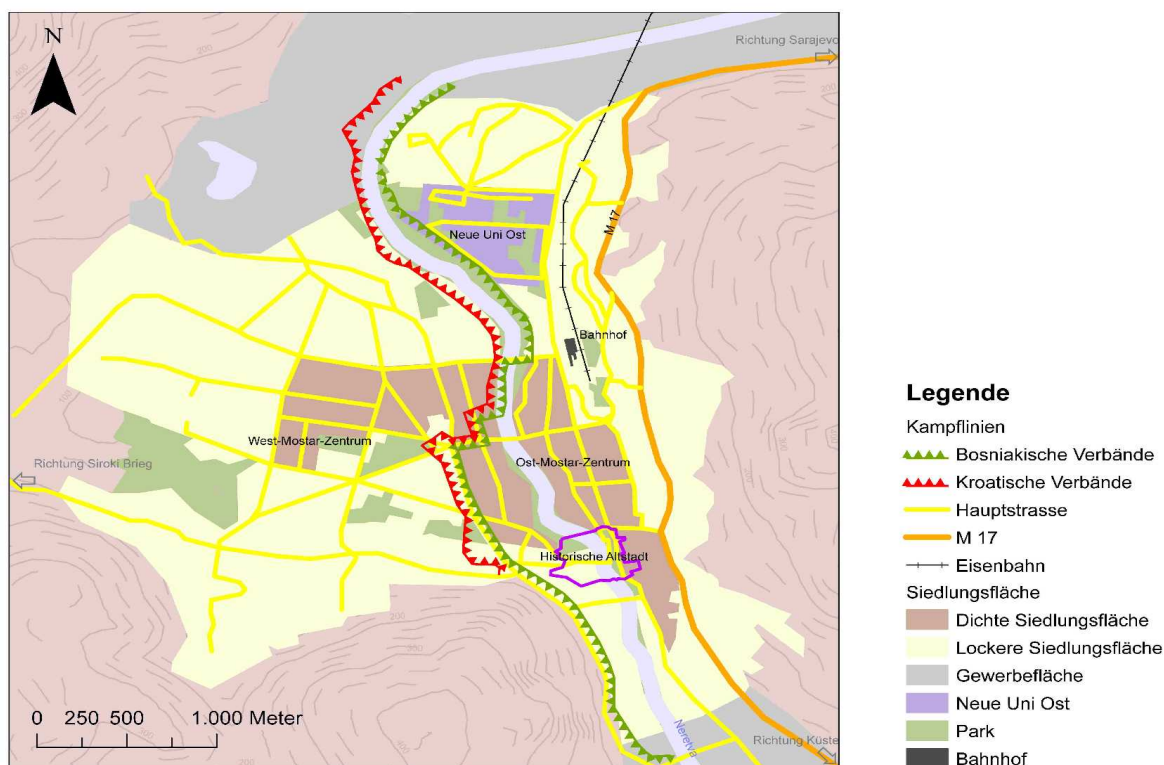 N
Richtung Sarajevo
M 17
Neue Uni Ost
Bahnhof
West-Mostar-Zentrum
Richtung Siroki Brieg
Ost-Mostar-Zentrum
Historische Altstadt
Neretva
Richtung Küste
0 250 500 1.000 Meter
200
200
Legende
Kampflinien
Bosniakische Verbände
Kroatische Verbände
Hauptstrasse
M 17
Eisenbahn
Siedlungsfläche
Dichte Siedlungsfläche
Lockere Siedlungsfläche
Gewerbefläche
Neue Uni Ost
Park
Bahnhof